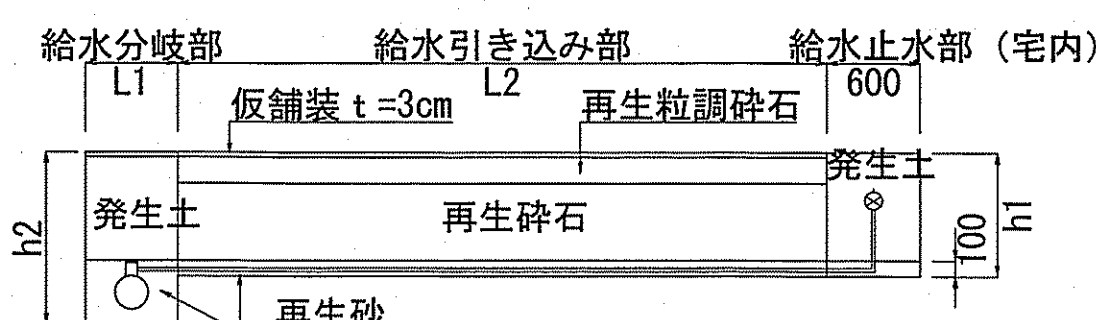 給水分岐部 給水引き込み部 給水止水部（宅内）
L1 L2 600
仮舗装 t=3cm 再生粒調砕石
発生土
発生土 再生砕石
h2 100 h1
再生砂